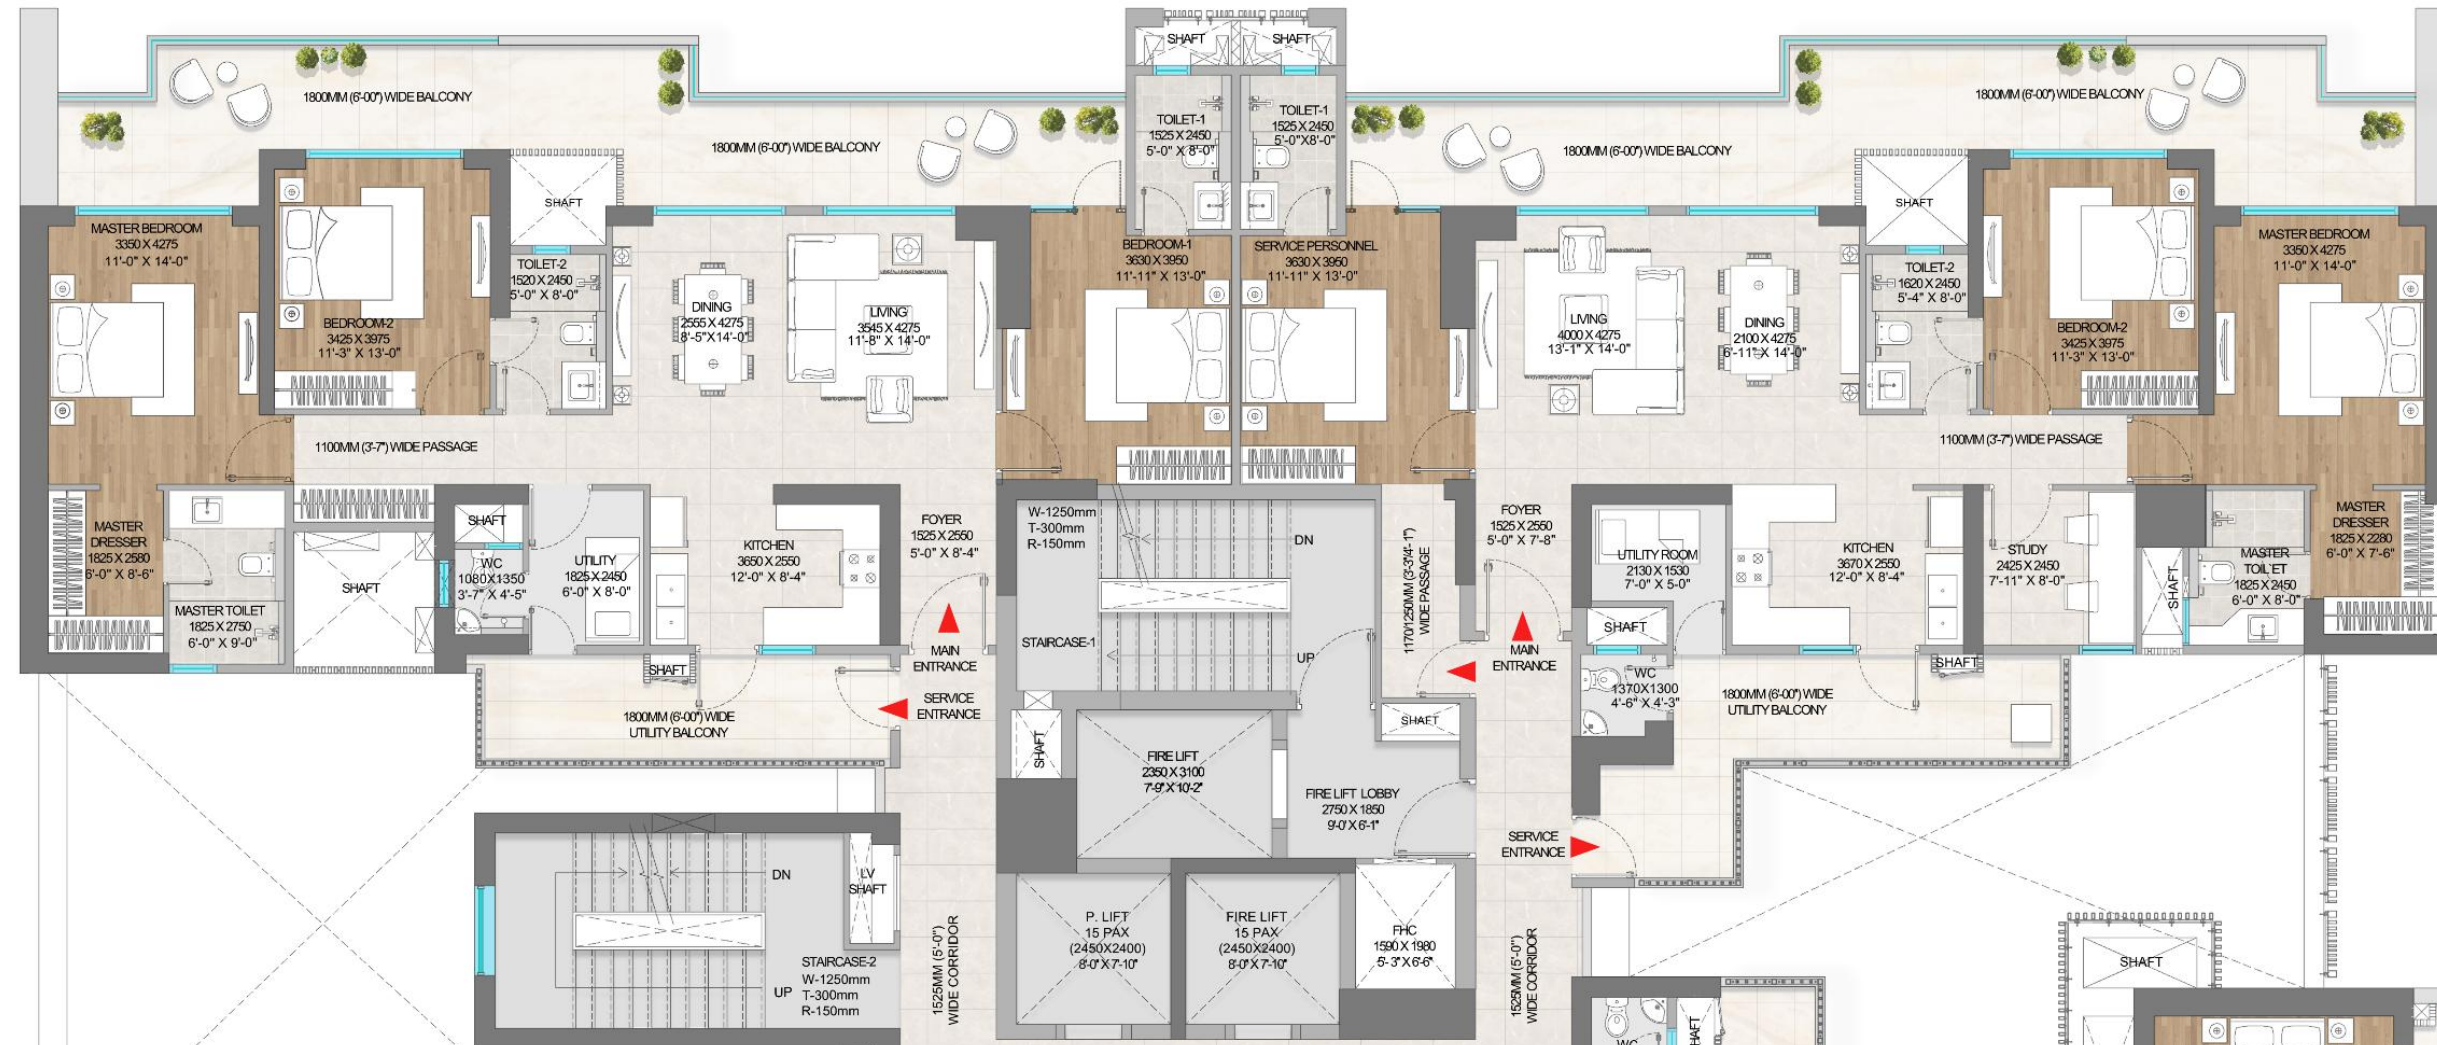 SHAFT
SHAFT
1800MM (6'-00") WIDE BALCONY
1800MM (6'-00") WIDE BALCONY
TOILET-1
1525 X 2450
5'-0" X 8'-0"
TOILET-1
1525 X 2450
5'-0"X8'-0"
1800MM (6'-00") WIDE BALCONY
1800MM (6'-00") WIDE BALCONY
MASTER BEDROOM
3350 X 4275
11'-0" X 14'-0"
SHAFT
BEDROOM-2
3425 X 3975
11'-3" X 13'-0"
TOILET-2
1520 X 2450
5'-0" X 8'-0"
DINING
2555 X 4275
8'-5"X14'-0"
LIVING
3545 X 4275
11'-8" X 14'-0"
BEDROOM-1
3630 X 3950
11'-11" X 13'-0"
SERVICE PERSONNEL
3630 X 3950
11'-11" X 13'-0"
LIVING
4000 X 4275
13'-1" X 14'-0"
DINING
2100 X 4275
6'-11" X 14'-0"
SHAFT
TOILET-2
1620 X 2450
5'-4" X 8'-0"
BEDROOM-2
3425 X 3975
11'-3" X 13'-0"
MASTER BEDROOM
3350 X 4275
11'-0" X 14'-0"
1100MM (3'-7") WIDE PASSAGE
1100MM (3'-7") WIDE PASSAGE
MASTER
DRESSER
1825 X 2580
6'-0" X 8'-6"
MASTER TOILET
1825 X 2750
6'-0" X 9'-0"
SHAFT
SHAFT
WC
1080X1350
3'-7" X 4'-5"
UTILITY
1825 X 2450
6'-0" X 8'-0"
KITCHEN
3650 X 2550
12'-0" X 8'-4"
FOYER
1525 X 2550
5'-0" X 8'-4"
W-1250mm
T-300mm
R-150mm
DN
STAIRCASE-1
UP
1170/1250MM (3'-3¾'- 1")
WIDE PASSAGE
FOYER
1525 X 2550
5'-0" X 7'-8"
UTILITY ROOM
2130 X 1530
7'-0" X 5-0"
SHAFT
KITCHEN
3670 X 2550
12'-0" X 8'-4"
STUDY
2425 X 2450
7'-11" X 8'-0"
SHAFT
MASTER
TOILET
1825 X 2450
6'-0" X 8'-0"
MASTER
DRESSER
1825 X 2280
6'-0" X 7'-6"
MAIN
ENTRANCE
SERVICE
ENTRANCE
SHAFT
1800MM (6'-00") WIDE
UTILITY BALCONY
MAIN
ENTRANCE
WC
1370X1300
4'-6" X 4'-3"
1800MM (6'-00") WIDE
UTILITY BALCONY
SHAFT
SHAFT
SHAFT
FIRE LIFT
2350 X 3100
7'-9" X 10'-2"
FIRE LIFT LOBBY
2750 X 1850
9'-0' X 6'-1"
SERVICE
ENTRANCE
DN
LV
SHAFT
STAIRCASE-2
W-1250mm
T-300mm
R-150mm
UP
1525MM (5'-0")
WIDE CORRIDOR
P. LIFT
15 PAX
(2450X2400)
8'-0" X 7'-10"
FIRE LIFT
15 PAX
(2450X2400)
8'-0" X 7'-10"
FHC
1590 X 1980
5'- 3" X 6'-6"
1525MM (5'-0")
WIDE CORRIDOR
SHAFT
WC